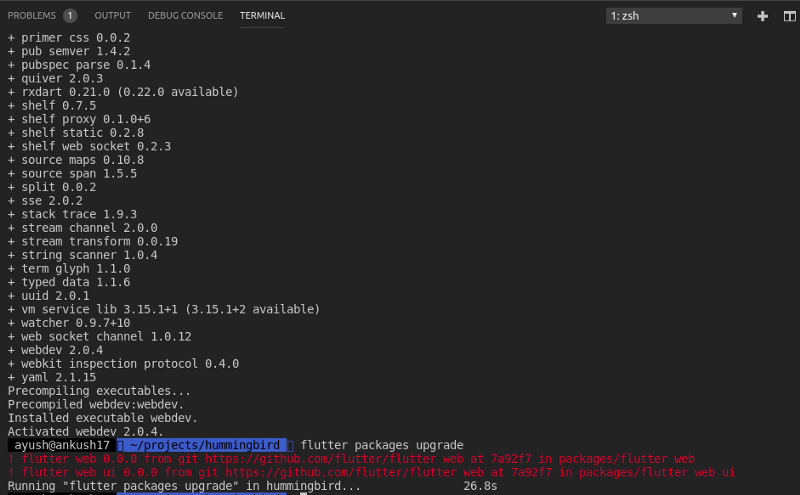 PROBLEMS 1 OUTPUT DEBUG CONSOLE TERMINAL 1: zsh
+ primer css 0.0.2
+ pub semver 1.4.2
+ pubspec parse 0.1.4
+ quiver 2.0.3
+ rxdart 0.21.0 (0.22.0 available)
+ shelf 0.7.5
+ shelf proxy 0.1.0+6
+ shelf static 0.2.8
+ shelf web socket 0.2.3
+ source maps 0.10.8
+ source span 1.5.5
+ split 0.0.2
+ sse 2.0.2
+ stack trace 1.9.3
+ stream channel 2.0.0
+ stream transform 0.0.19
+ string scanner 1.0.4
+ term glyph 1.1.0
+ typed data 1.1.6
+ uuid 2.0.1
+ vm service lib 3.15.1+1 (3.15.1+2 available)
+ watcher 0.9.7+10
+ web socket channel 1.0.12
+ webdev 2.0.4
+ webkit inspection protocol 0.4.0
+ yaml 2.1.15
Precompiling executables...
Precompiled webdev:webdev.
Installed executable webdev.
Activated webdev 2.0.4.
ayush@ankush17 ~/projects/hummingbird flutter packages upgrade
! flutter web 0.0.0 from git https://github.com/flutter/flutter web at 7a92f7 in packages/flutter web
! flutter web ui 0.0.0 from git https://github.com/flutter/flutter web at 7a92f7 in packages/flutter web ui
Running "flutter packages upgrade" in hummingbird... 26.8s